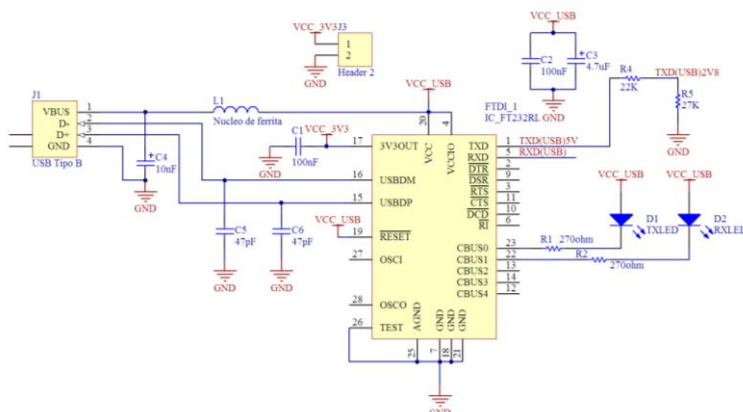 VCC_3V3
J3
1
2
Header 2
GND
VCC_USB
C2
100nF
C3
4.7uF
GND
R4
22K
TXD(USB)2V8
R5
27K
GND
J1
VBUS 1
D- 2
D+ 3
GND 4
USB Tipo B
L1
Nucleo de ferrita
C4
10nF
GND
VCC_USB
FTDI_1
IC_FT232RL
20
4
VCC
VCCIO
C1
100nF
VCC_3V3
GND
17 3V3OUT
16 USBDM
15 USBDP
VCC_USB
19 RESET
27 OSCI
28 OSCO
26 TEST
TXD 1 TXD(USB)5V
RXD 5 RXD(USB)
DTR 2
DSR 9
RTS 3
CTS 11
DCD 10
RI 6
CBUS0 23
CBUS1 22
CBUS2 13
CBUS3 14
CBUS4 12
C5
47pF
GND
C6
47pF
GND
R1 270ohm
R2
270ohm
VCC_USB
D1
TXLED
VCC_USB
D2
RXLED
AGND
GND
GND
GND
25
7
18
21
GND